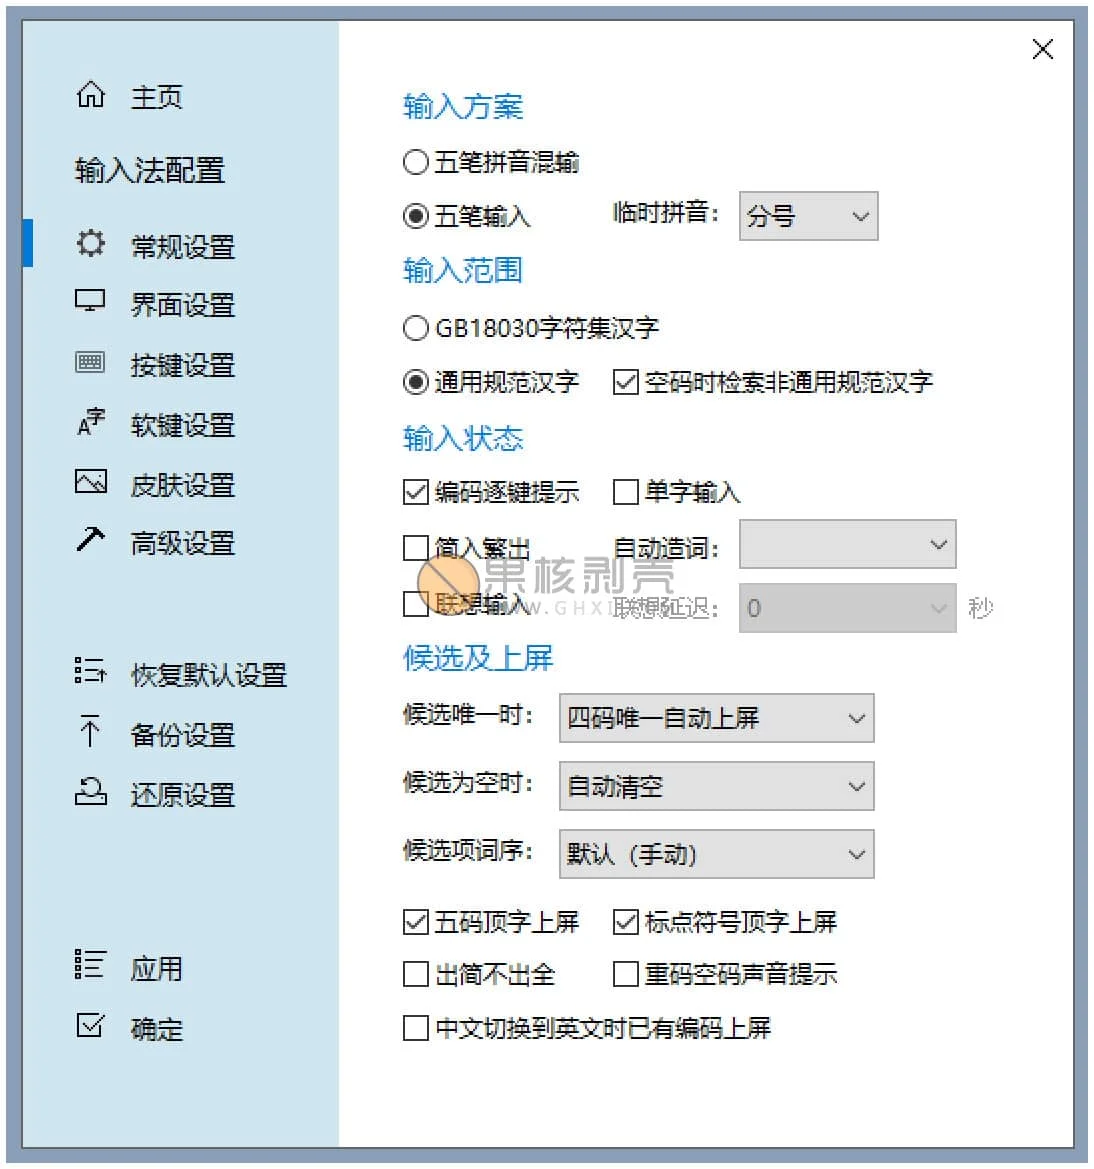 主页
输入法配置
常规设置
界面设置
按键设置
软键设置
皮肤设置
高级设置
恢复默认设置
备份设置
还原设置
应用
确定
输入方案
五笔拼音混输
五笔输入 临时拼音： 分号
输入范围
GB18030字符集汉字
通用规范汉字 空码时检索非通用规范汉字
输入状态
编码逐键提示 单字输入
简入繁出 自动造词：
果核剥壳
联想输入 联想延迟： 0 秒
WWW.GHXI
候选及上屏
候选唯一时： 四码唯一自动上屏
候选为空时： 自动清空
候选项词序： 默认（手动）
五码顶字上屏 标点符号顶字上屏
出简不出全 重码空码声音提示
中文切换到英文时已有编码上屏